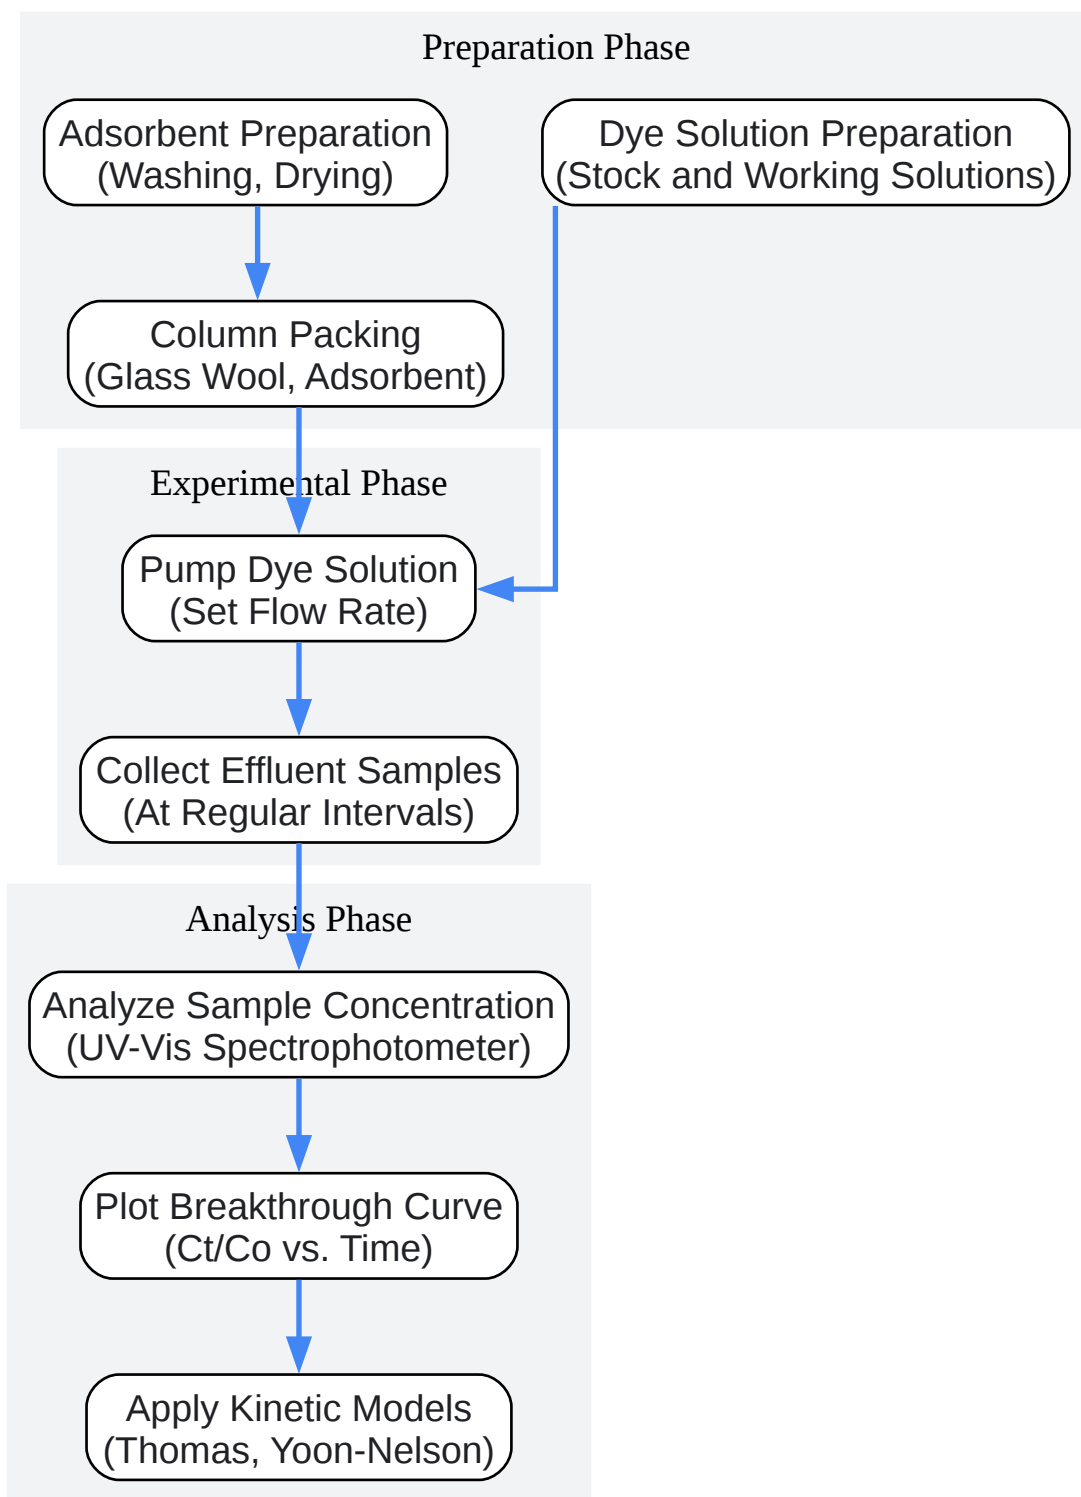 Preparation Phase
Adsorbent Preparation
(Washing, Drying)
Dye Solution Preparation
(Stock and Working Solutions)
Column Packing
(Glass Wool, Adsorbent)
Experimental Phase
Pump Dye Solution
(Set Flow Rate)
Collect Effluent Samples
(At Regular Intervals)
Analysis Phase
Analyze Sample Concentration
(UV-Vis Spectrophotometer)
Plot Breakthrough Curve
(Ct/Co vs. Time)
Apply Kinetic Models
(Thomas, Yoon-Nelson)